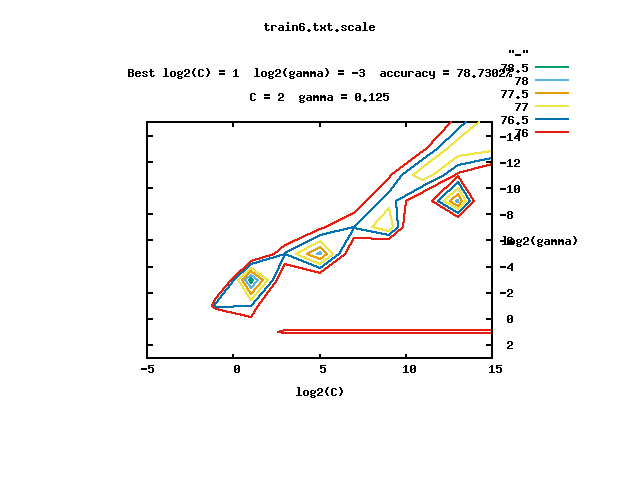 train6.txt.scale
"-"
Best log2(C) = 1  log2(gamma) = -3  accuracy = 78.7302%
78.5
78
C = 2  gamma = 0.125
77.5
77
76.5
76
-14
-12
-10
-8
-6
log2(gamma)
-4
-2
0
2
-5 0 5 10 15
log2(C)